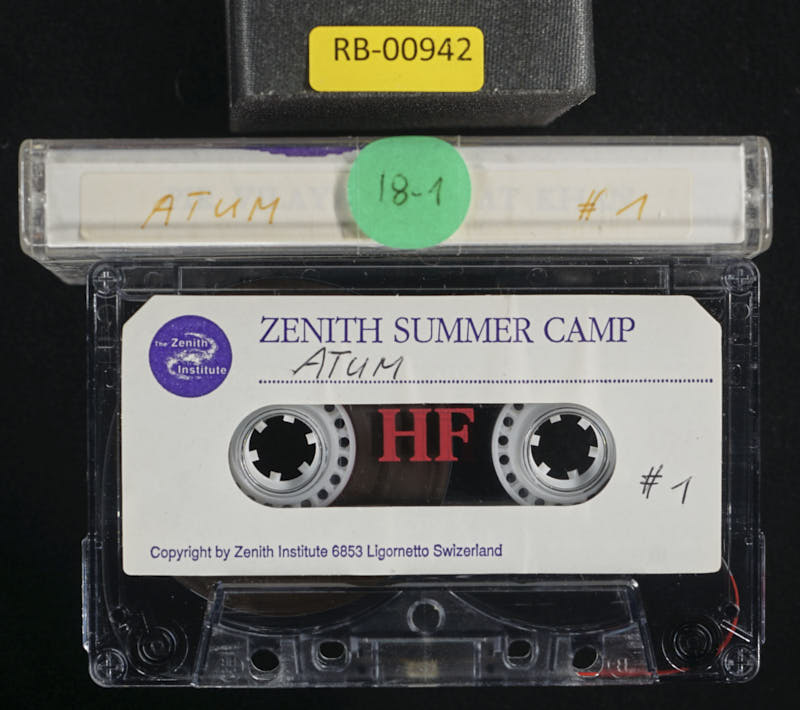 RB-00942
ATUM
18-1
# 1
The Zenith
Institute
ZENITH SUMMER CAMP
ATUM
HF
# 1
Copyright by Zenith Institute 6853 Ligornetto Swizerland